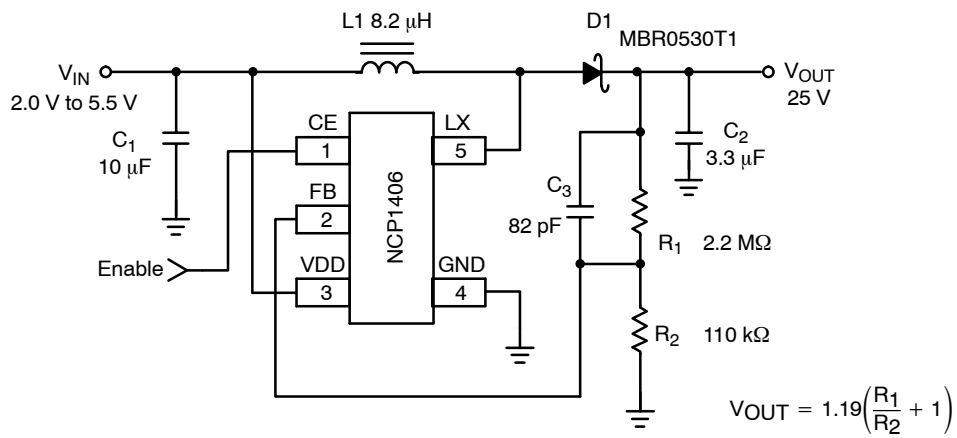 L1 8.2 μH
D1
MBR0530T1
VIN
2.0 V to 5.5 V
VOUT
25 V
C1
10 μF
CE
1
LX
5
C2
3.3 μF
FB
2
NCP1406
C3
82 pF
R1 2.2 MΩ
Enable
VDD
3
GND
4
R2 110 kΩ
VOUT = 1.19(R1/R2 + 1)